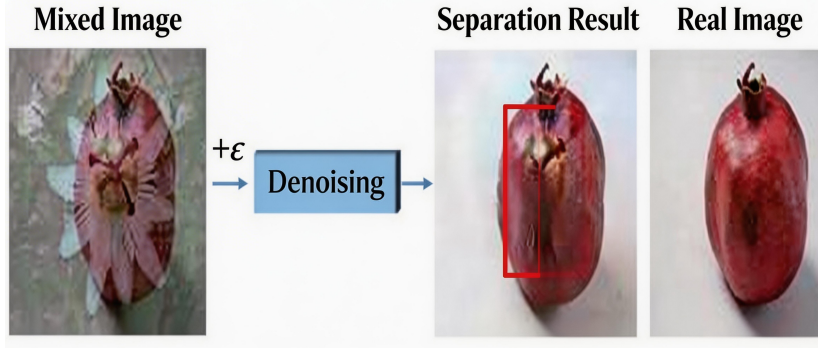 Mixed Image
Separation Result
Real Image
+ε
Denoising